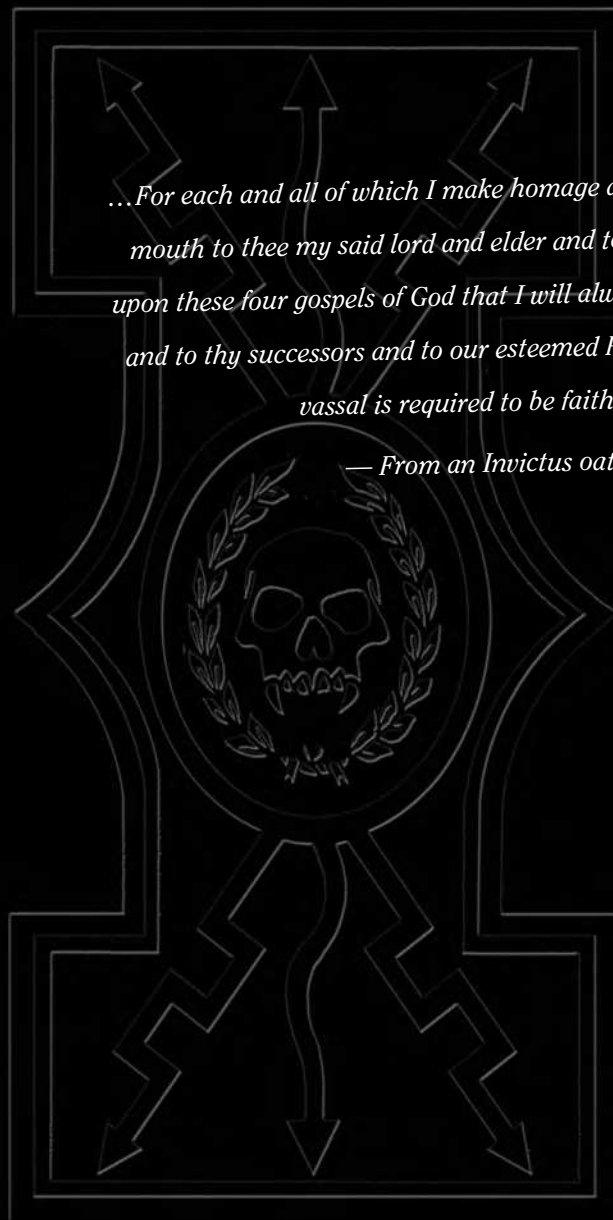 …For each and all of which I make homage
mouth to thee my said lord and elder and
upon these four gospels of God that I will
and to thy successors and to our esteemed
vassal is required to be
— From an Invictus